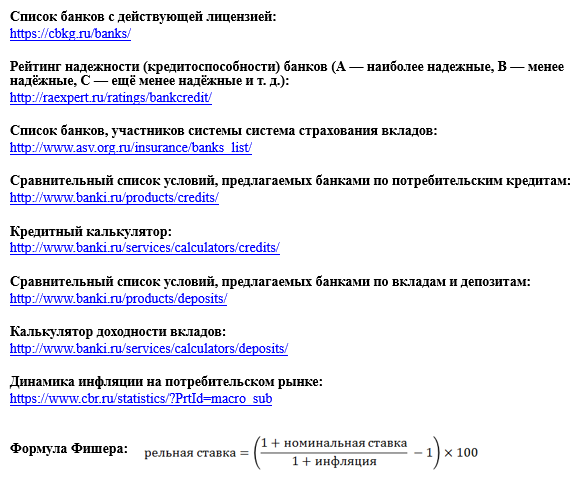 Список банков с действующей лицензией:
https://cbkg.ru/banks/
Рейтинг надежности (кредитоспособности) банков (А — наиболее надежные, В — менее
надёжные, С — ещё менее надёжные и т. д.):
http://raexpert.ru/ratings/bankcredit/
Список банков, участников системы система страхования вкладов:
http://www.asv.org.ru/insurance/banks_list/
Сравнительный список условий, предлагаемых банками по потребительским кредитам:
http://www.banki.ru/products/credits/
Кредитный калькулятор:
http://www.banki.ru/services/calculators/credits/
Сравнительный список условий, предлагаемых банками по вкладам и депозитам:
http://www.banki.ru/products/deposits/
Калькулятор доходности вкладов:
http://www.banki.ru/services/calculators/deposits/
Динамика инфляции на потребительском рынке:
https://www.cbr.ru/statistics/?PrtId=macro_sub
Формула Фишера: рельная ставка = (1 + номинальная ставка / 1 + инфляция − 1) × 100